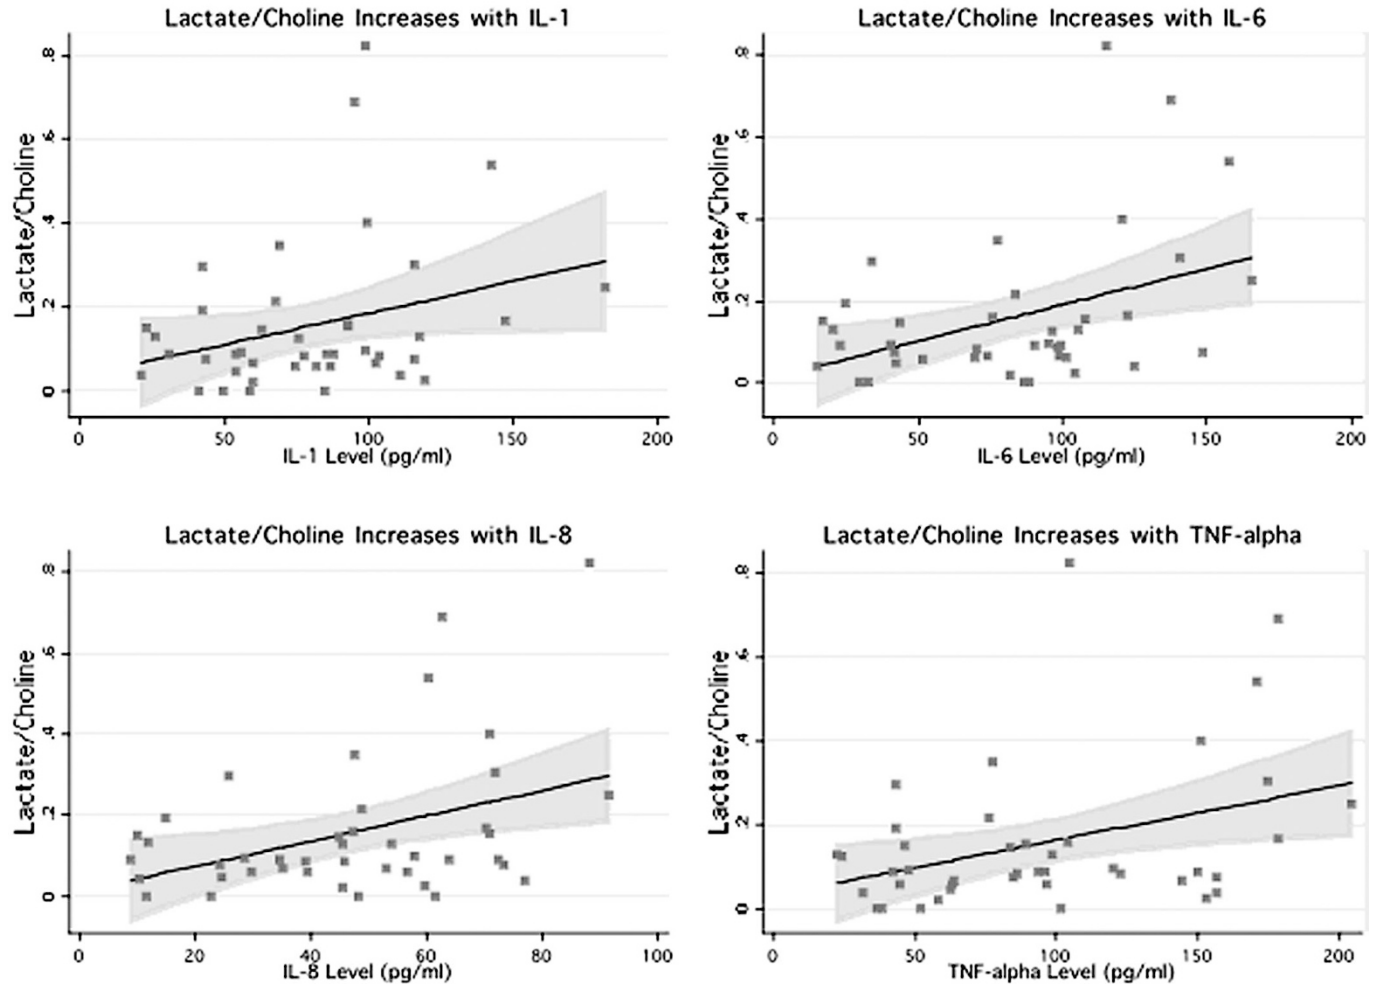 Lactate/Choline Increases with IL-1
Lactate/Choline
.8
.6
.4
.2
0
0 50 100 150 200
IL-1 Level (pg/ml)
Lactate/Choline Increases with IL-6
Lactate/Choline
.8
.6
.4
.2
0
0 50 100 150 200
IL-6 Level (pg/ml)
Lactate/Choline Increases with IL-8
Lactate/Choline
.8
.6
.4
.2
0
0 20 40 60 80 100
IL-8 Level (pg/ml)
Lactate/Choline Increases with TNF-alpha
Lactate/Choline
.8
.6
.4
.2
0
0 50 100 150 200
TNF-alpha Level (pg/ml)